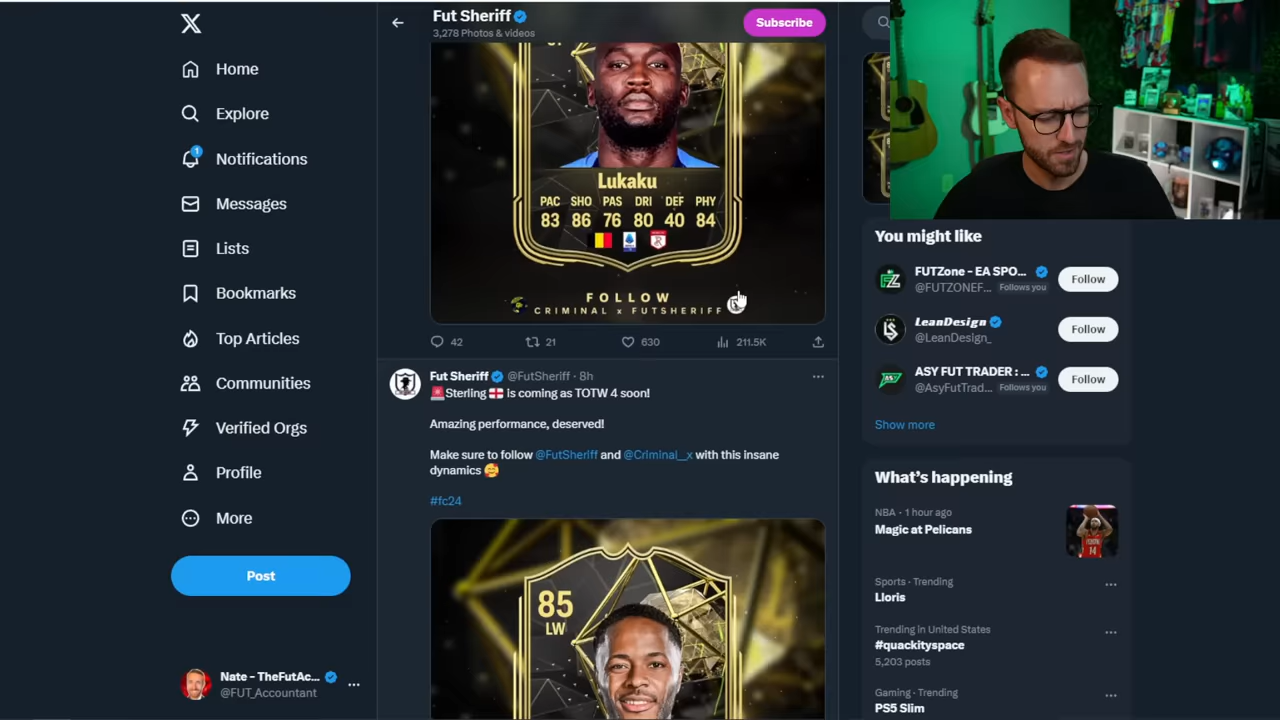 Home
Explore
1
Notifications
Messages
Lists
Bookmarks
Top Articles
Communities
Verified Orgs
Profile
More
Post
Nate - TheFutAc...
@FUT_Accountant
Fut Sheriff
3,278 Photos & videos
Subscribe
Lukaku
PAC SHO PAS DRI DEF PHY
83 86 76 80 40 84
FOLLOW
CRIMINAL x FUTSHERIFF
42 21 630 211.5K
Fut Sheriff @FutSheriff · 8h
🚨Sterling 🏴󠁧󠁢󠁥󠁮󠁧󠁿 is coming as TOTW 4 soon!
Amazing performance, deserved!
Make sure to follow @FutSheriff and @Criminal__x with this insane
dynamics 🥰
#fc24
85
LW
You might like
FUTZone - EA SPO...
@FUTZONEF... Follows you
Follow
LeanDesign
@LeanDesign_
Follow
ASY FUT TRADER : ...
@AsyFutTrad... Follows you
Follow
Show more
What's happening
NBA · 1 hour ago
Magic at Pelicans
Sports · Trending
Lloris
Trending in United States
#quackityspace
5,203 posts
Gaming · Trending
PS5 Slim